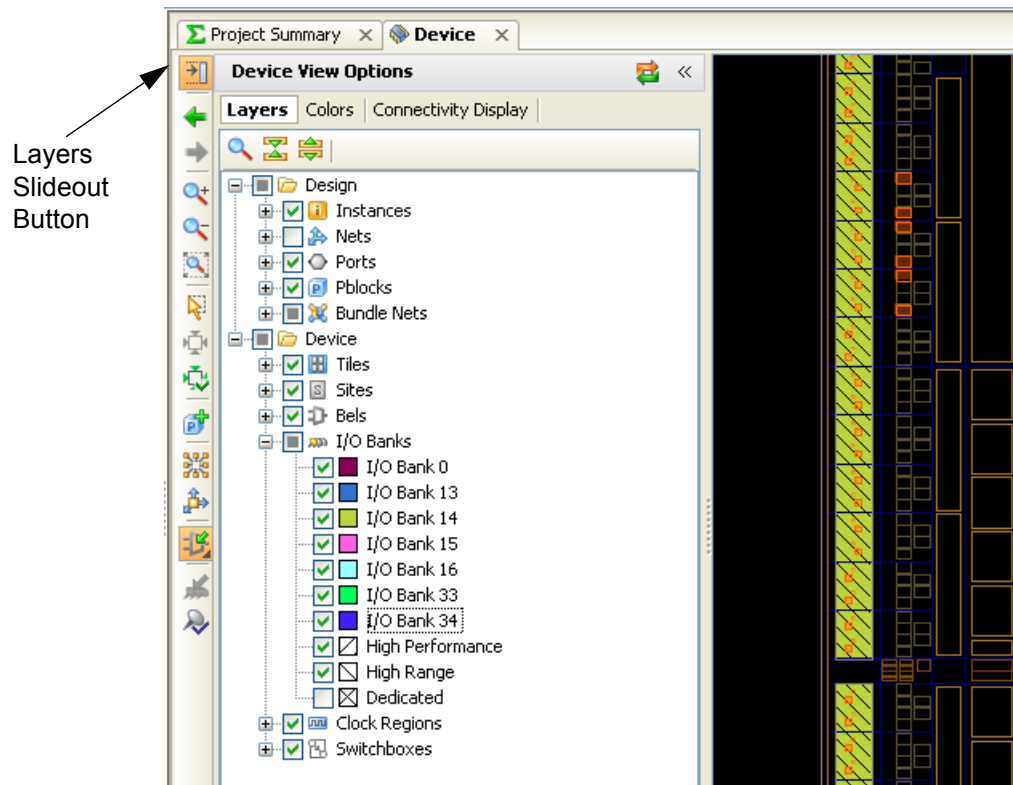 Project Summary
Device
Device View Options
Layers
Colors
Connectivity Display
Layers
Slideout
Button
Design
Instances
Nets
Ports
Pblocks
Bundle Nets
Device
Tiles
Sites
Bels
I/O Banks
I/O Bank 0
I/O Bank 13
I/O Bank 14
I/O Bank 15
I/O Bank 16
I/O Bank 33
I/O Bank 34
High Performance
High Range
Dedicated
Clock Regions
Switchboxes